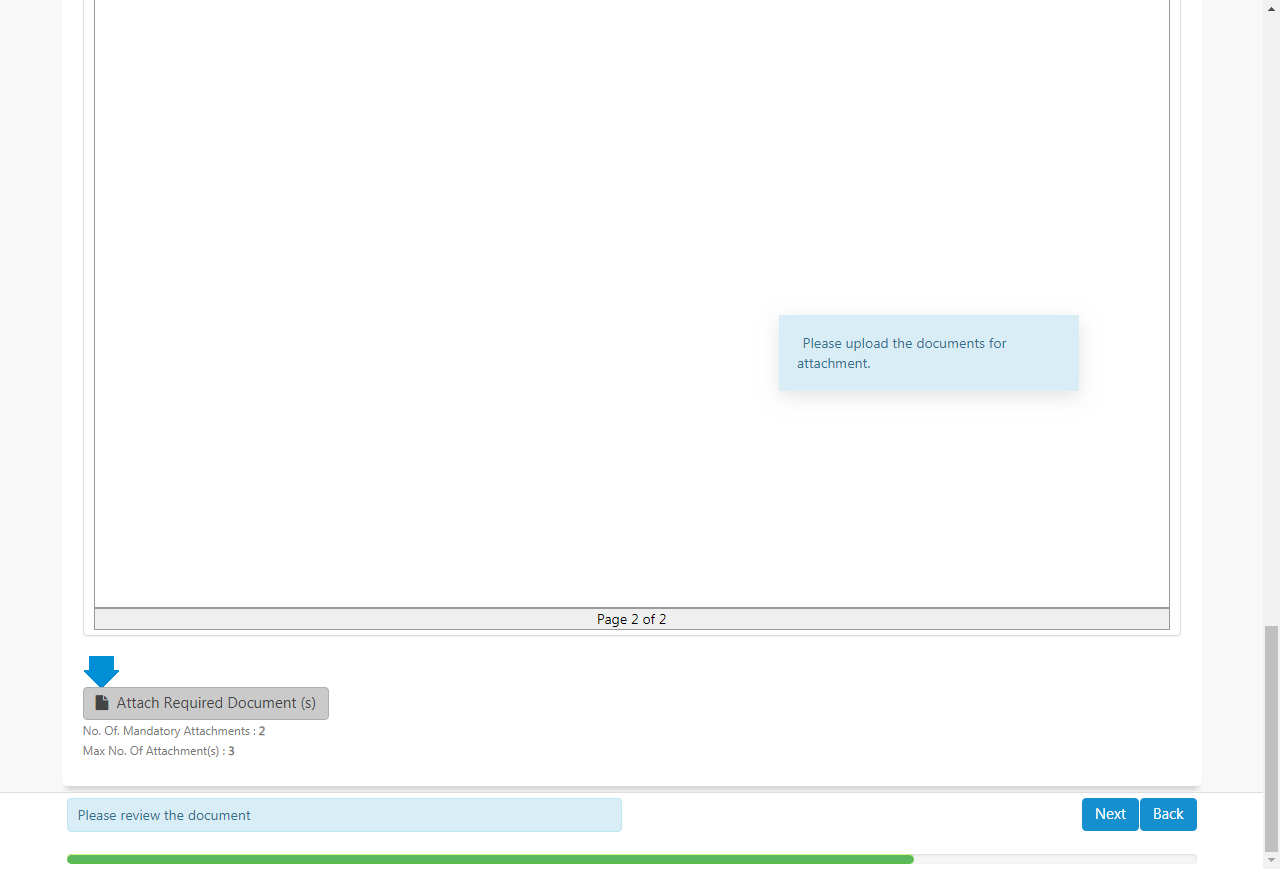 Please upload the documents for
attachment.
Page 2 of 2
Attach Required Document (s)
No. Of. Mandatory Attachments : 2
Max No. Of Attachment(s) : 3
Please review the document
Next
Back